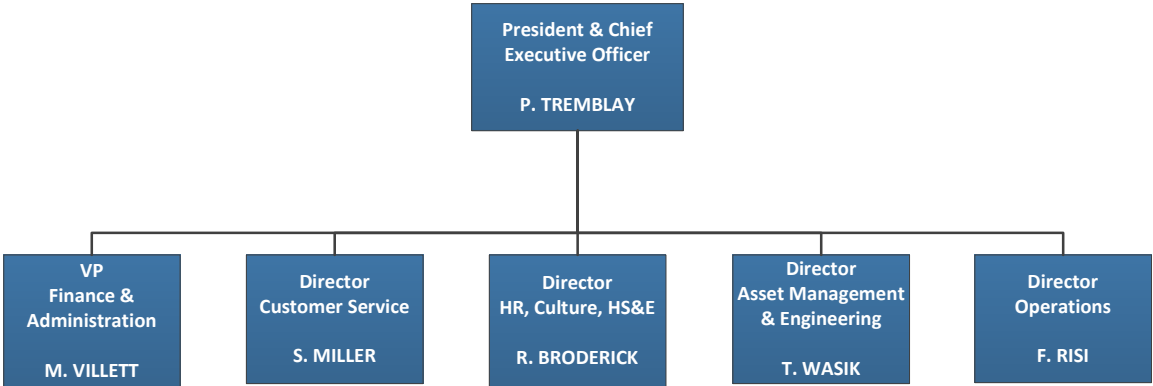 President & Chief
Executive Officer
P. TREMBLAY
VP
Finance &
Administration
M. VILLETT
Director
Customer Service
S. MILLER
Director
HR, Culture, HS&E
R. BRODERICK
Director
Asset Management
& Engineering
T. WASIK
Director
Operations
F. RISI